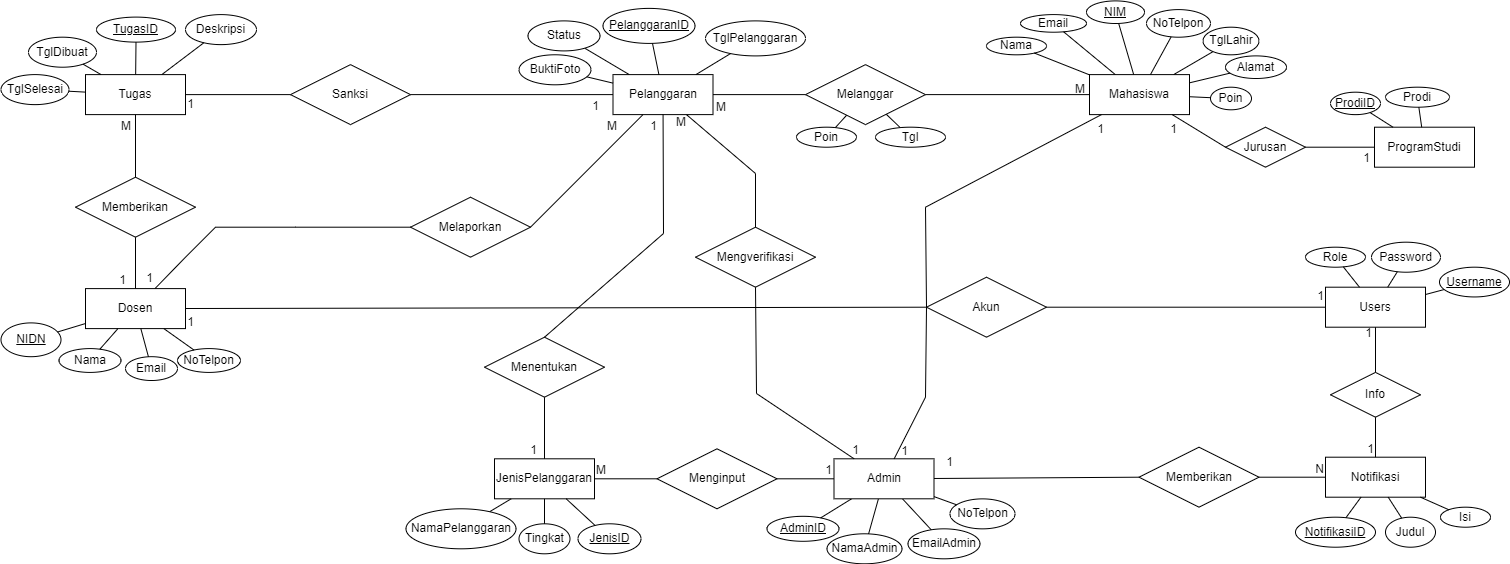 TugasID
Deskripsi
TglDibuat
TglSelesai
Tugas
1
M
Sanksi
Status
PelanggaranID
TglPelanggaran
BuktiFoto
Pelanggaran
1
M
M
1
M
Melanggar
Poin
Tgl
Email
NIM
NoTelpon
Nama
TglLahir
Alamat
Poin
M
Mahasiswa
1
1
ProdiID
Prodi
Jurusan
1
ProgramStudi
Memberikan
Melaporkan
Mengverifikasi
1
1
Dosen
1
NIDN
Nama
Email
NoTelpon
Akun
Role
Password
Username
1
Users
1
Menentukan
Info
1
M
JenisPelanggaran
NamaPelanggaran
Tingkat
JenisID
Menginput
1
1
1
1
Admin
AdminID
NamaAdmin
EmailAdmin
NoTelpon
Memberikan
N
1
Notifikasi
NotifikasiID
Judul
Isi